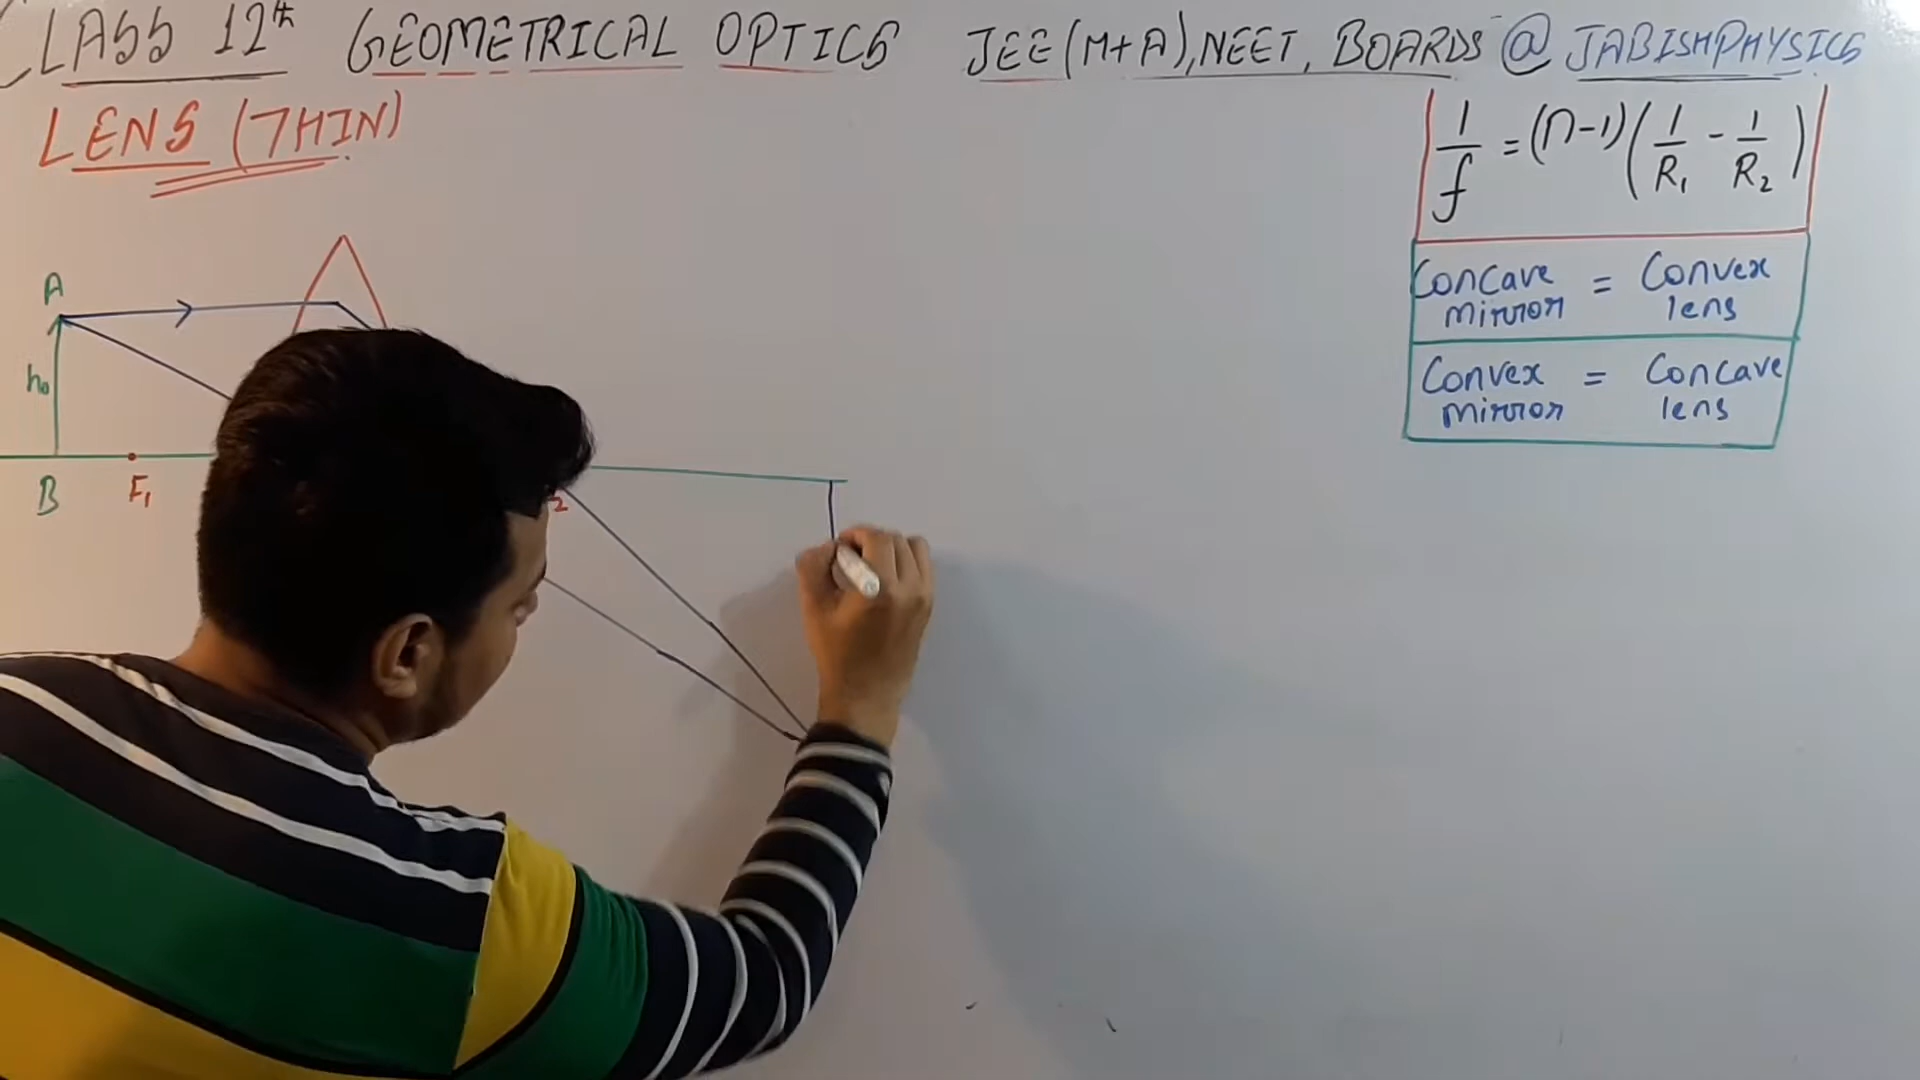 CLASS 12th GEOMETRICAL OPTICS JEE(M+A), NEET, BOARDS @ JABISHPHYSICS
LENS (THIN)
1/f = (n-1)(1/R₁ - 1/R₂)
Concave mirror = Convex lens
Convex mirror = Concave lens
A
h₀
B F₁ 2